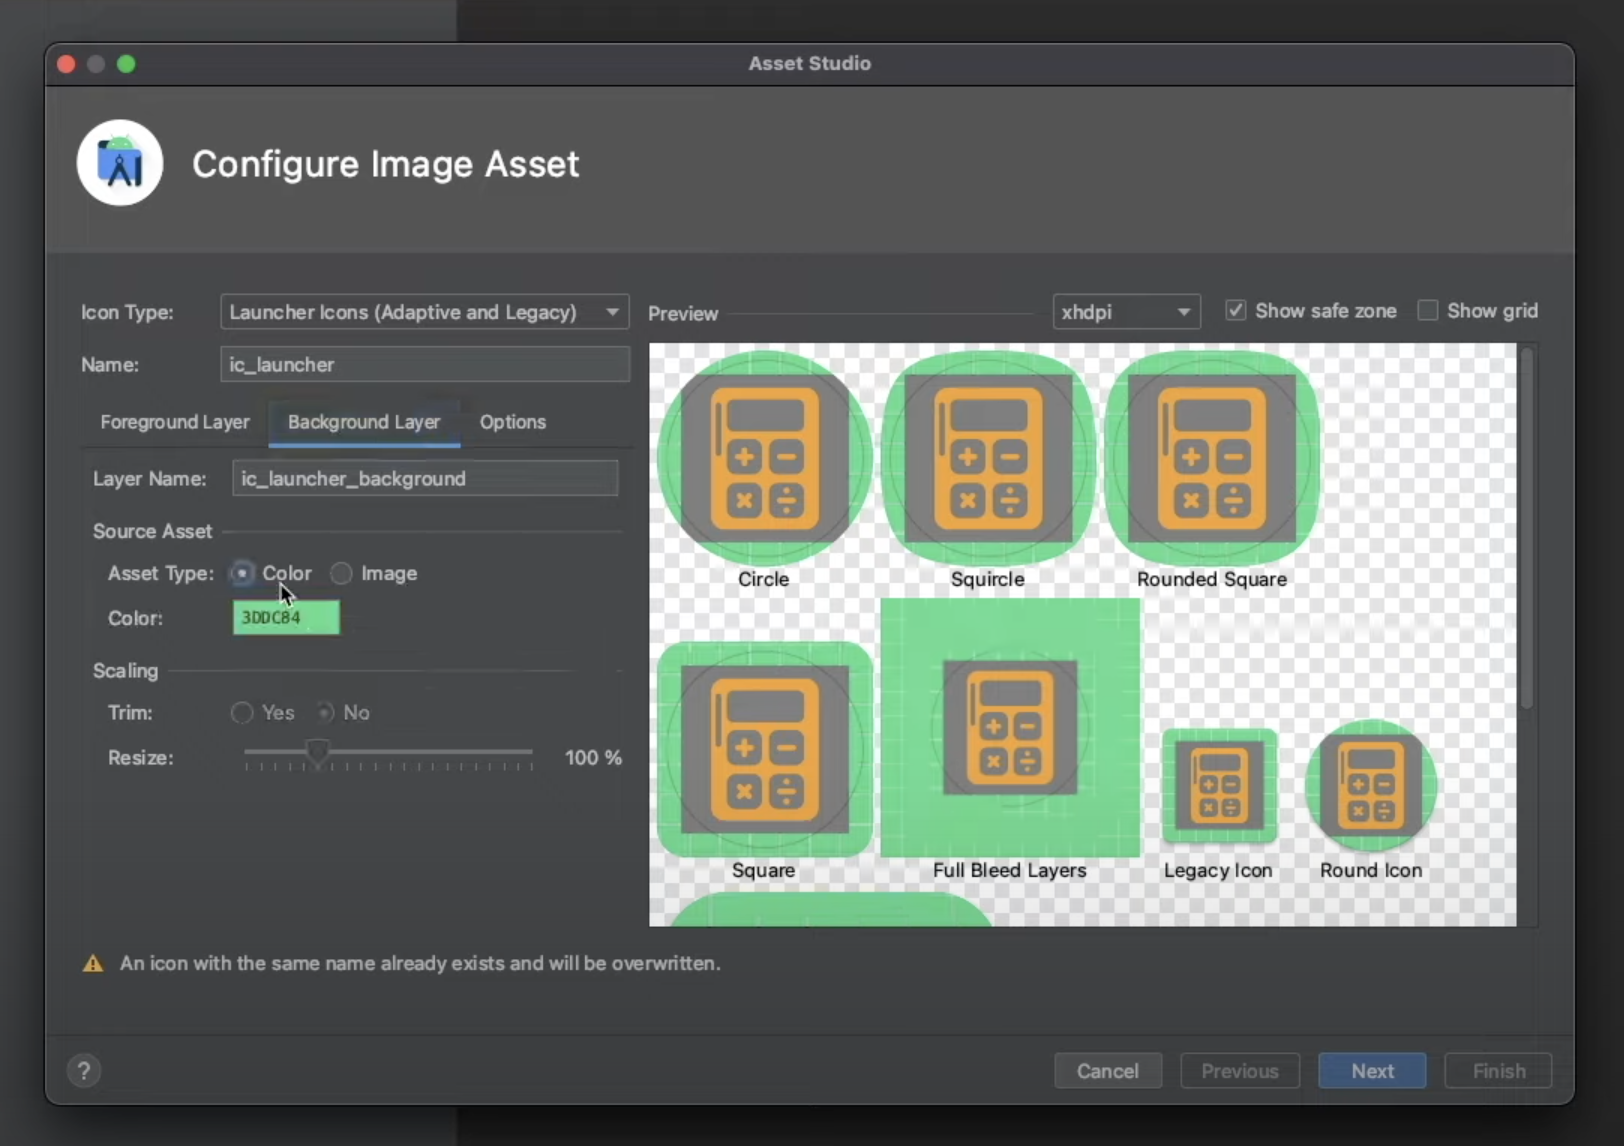 Asset Studio
Configure Image Asset
Icon Type: Launcher Icons (Adaptive and Legacy)
Name: ic_launcher
Foreground Layer Background Layer Options
Layer Name: ic_launcher_background
Source Asset
Asset Type: Color Image
Color: 3DDC84
Scaling
Trim: Yes No
Resize: 100 %
Preview xhdpi Show safe zone Show grid
Circle Squircle Rounded Square
Square Full Bleed Layers Legacy Icon Round Icon
An icon with the same name already exists and will be overwritten.
? Cancel Previous Next Finish